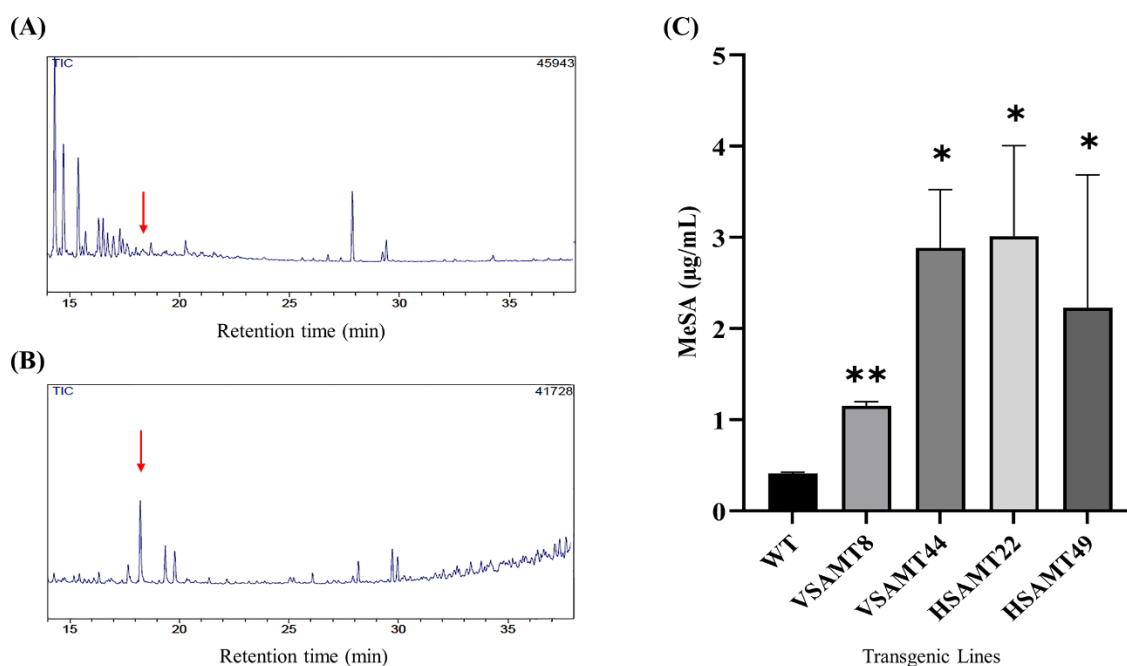 (A)
TIC 45943
15 20 25 30 35
Retention time (min)
(B)
TIC 41728
15 20 25 30 35
Retention time (min)
(C)
MeSA (µg/mL)
5
4
3
2
1
0
** * * *
WT VSAMT8 VSAMT44 HSAMT22 HSAMT49
Transgenic Lines